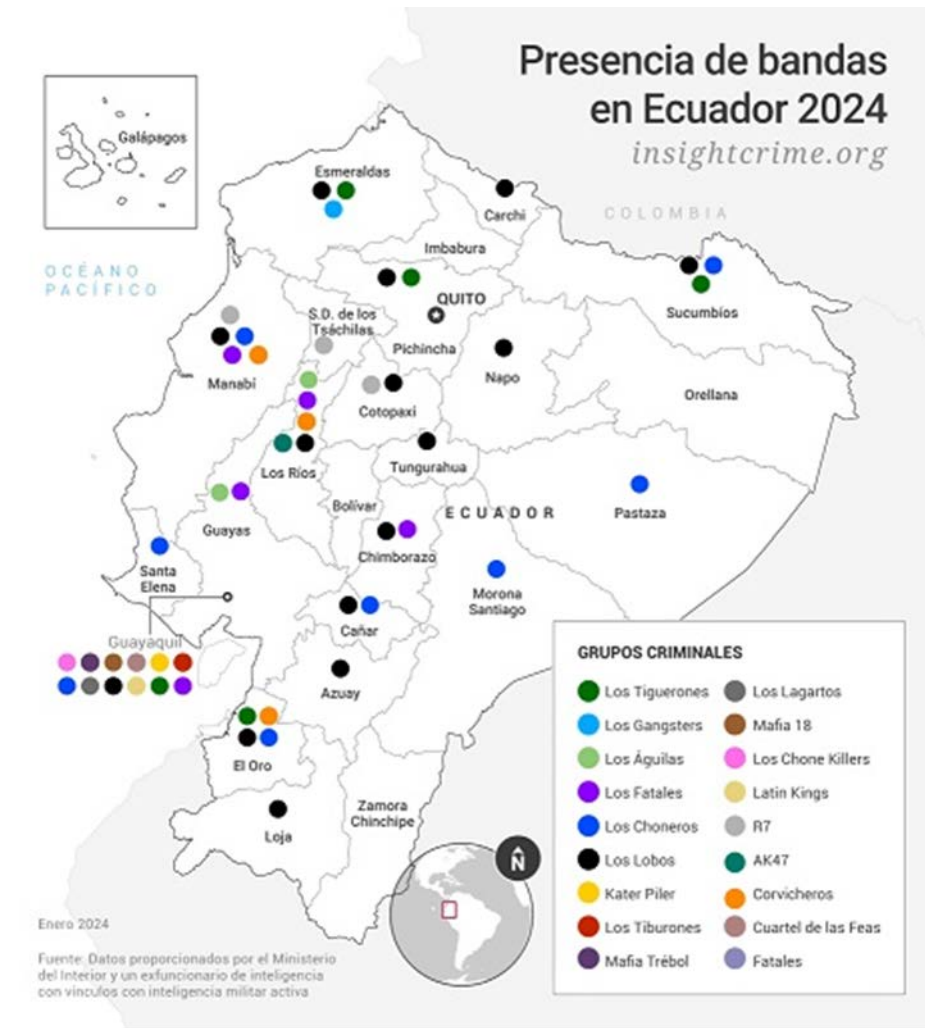 Presencia de bandas
en Ecuador 2024
insightcrime.org
Galápagos
OCÉANO
PACÍFICO
COLOMBIA
Esmeraldas
Carchi
Imbabura
Sucumbíos
QUITO
S.D. de los
Tsáchilas
Pichincha
Manabí
Napo
Orellana
Cotopaxi
Los Ríos
Tungurahua
Bolívar
ECUADOR
Pastaza
Guayas
Chimborazo
Santa
Elena
Morona
Santiago
Cañar
Guayaquil
Azuay
El Oro
Zamora
Chinchipe
Loja
N
GRUPOS CRIMINALES
Los Tiguerones
Los Gangsters
Los Águilas
Los Fatales
Los Choneros
Los Lobos
Kater Piler
Los Tiburones
Mafia Trébol
Los Lagartos
Mafia 18
Los Chone Killers
Latin Kings
R7
AK47
Corvicheros
Cuartel de las Feas
Fatales
Enero 2024
Fuente: Datos proporcionados por el Ministerio
del Interior y un exfuncionario de inteligencia
con vínculos con inteligencia militar activa